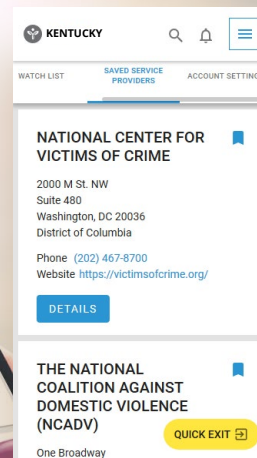 KENTUCKY
WATCH LIST
SAVED SERVICE
PROVIDERS
ACCOUNT SETTING
NATIONAL CENTER FOR
VICTIMS OF CRIME
2000 M St. NW
Suite 480
Washington, DC 20036
District of Columbia
Phone (202) 467-8700
Website https://victimsofcrime.org/
DETAILS
THE NATIONAL
COALITION AGAINST
DOMESTIC VIOLENCE
(NCADV)
QUICK EXIT
One Broadway